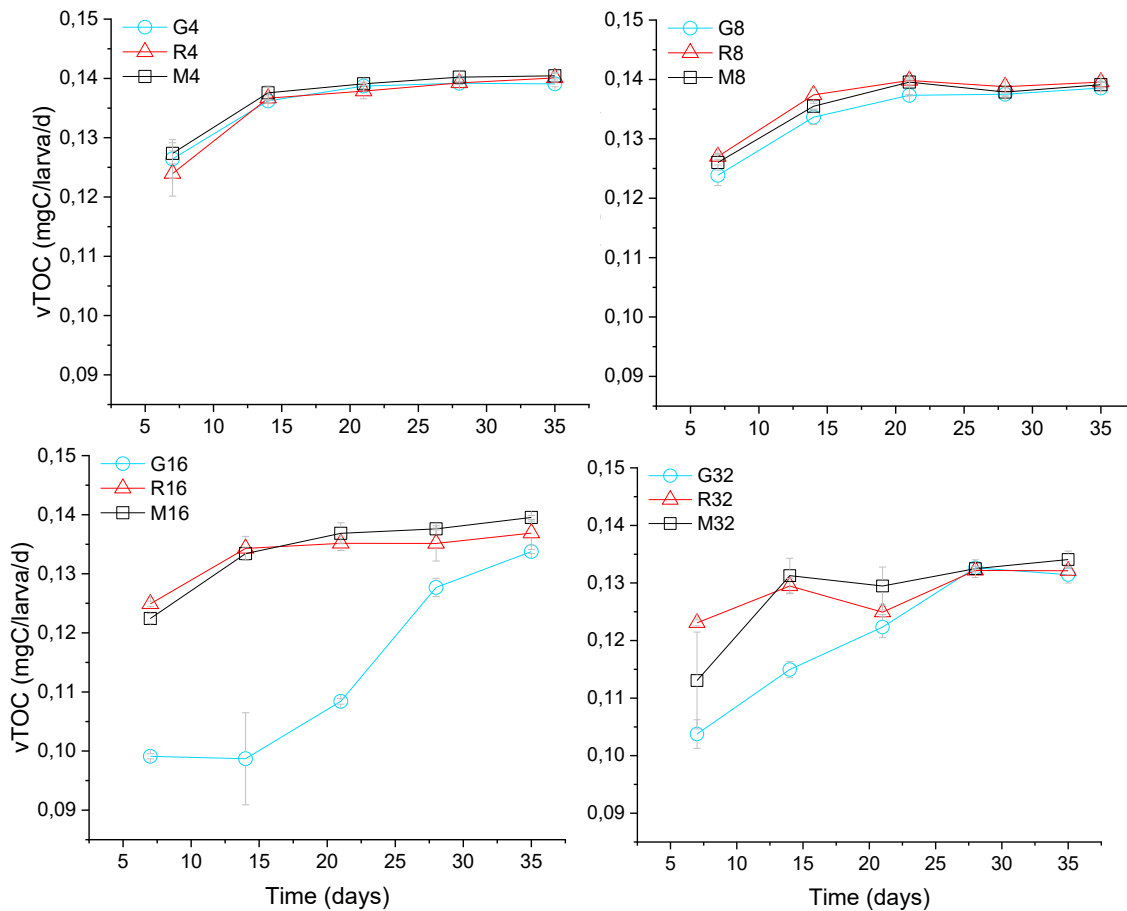 0,15
0,14
0,13
0,12
0,11
0,10
0,09
vTOC (mgC/larva/d)
G4
R4
M4
5 10 15 20 25 30 35
0,15
0,14
0,13
0,12
0,11
0,10
0,09
G8
R8
M8
5 10 15 20 25 30 35
0,15
0,14
0,13
0,12
0,11
0,10
0,09
vTOC (mgC/larva/d)
G16
R16
M16
5 10 15 20 25 30 35
Time (days)
0,15
0,14
0,13
0,12
0,11
0,10
0,09
G32
R32
M32
5 10 15 20 25 30 35
Time (days)